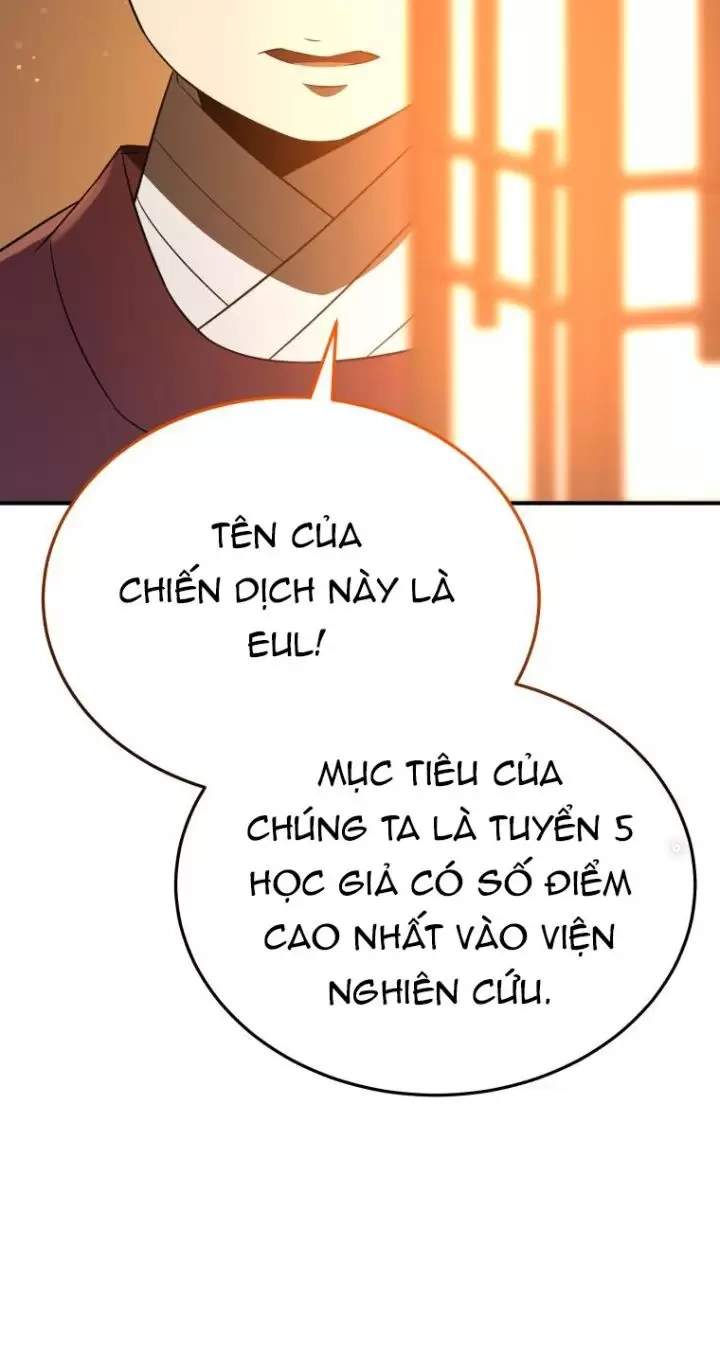 TÊN CỦA
CHIẾN DỊCH NÀY LÀ
EUL!
MỤC TIÊU CỦA
CHÚNG TA LÀ TUYỂN 5
HỌC GIẢ CÓ SỐ ĐIỂM
CAO NHẤT VÀO VIỆN
NGHIÊN CỨU.